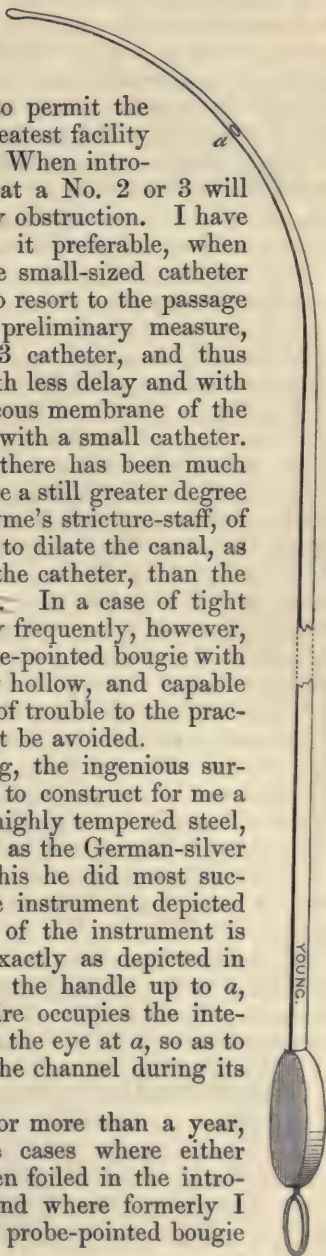 o permit the
eatest facility
When intro-
at a No. 2 or 3 will
y obstruction. I have
it preferable, when
e small-sized catheter
o resort to the passage
preliminary measure,
3 catheter, and thus
th less delay and with
cous membrane of the
with a small catheter.
there has been much
e a still greater degree
me's stricture-staff, of
to dilate the canal, as
the catheter, than the
In a case of tight
y frequently, however,
e-pointed bougie with
hollow, and capable
of trouble to the prac-
t be avoided.
g, the ingenious sur-
to construct for me a
highly tempered steel,
as the German-silver
his he did most suc-
e instrument depicted
of the instrument is
xactly as depicted in
the handle up to a,
re occupies the inte-
the eye at a, so as to
he channel during its
or more than a year,
s cases where either
en foiled in the intro-
nd where formerly I
probe-pointed bougie
a
YOUNG.